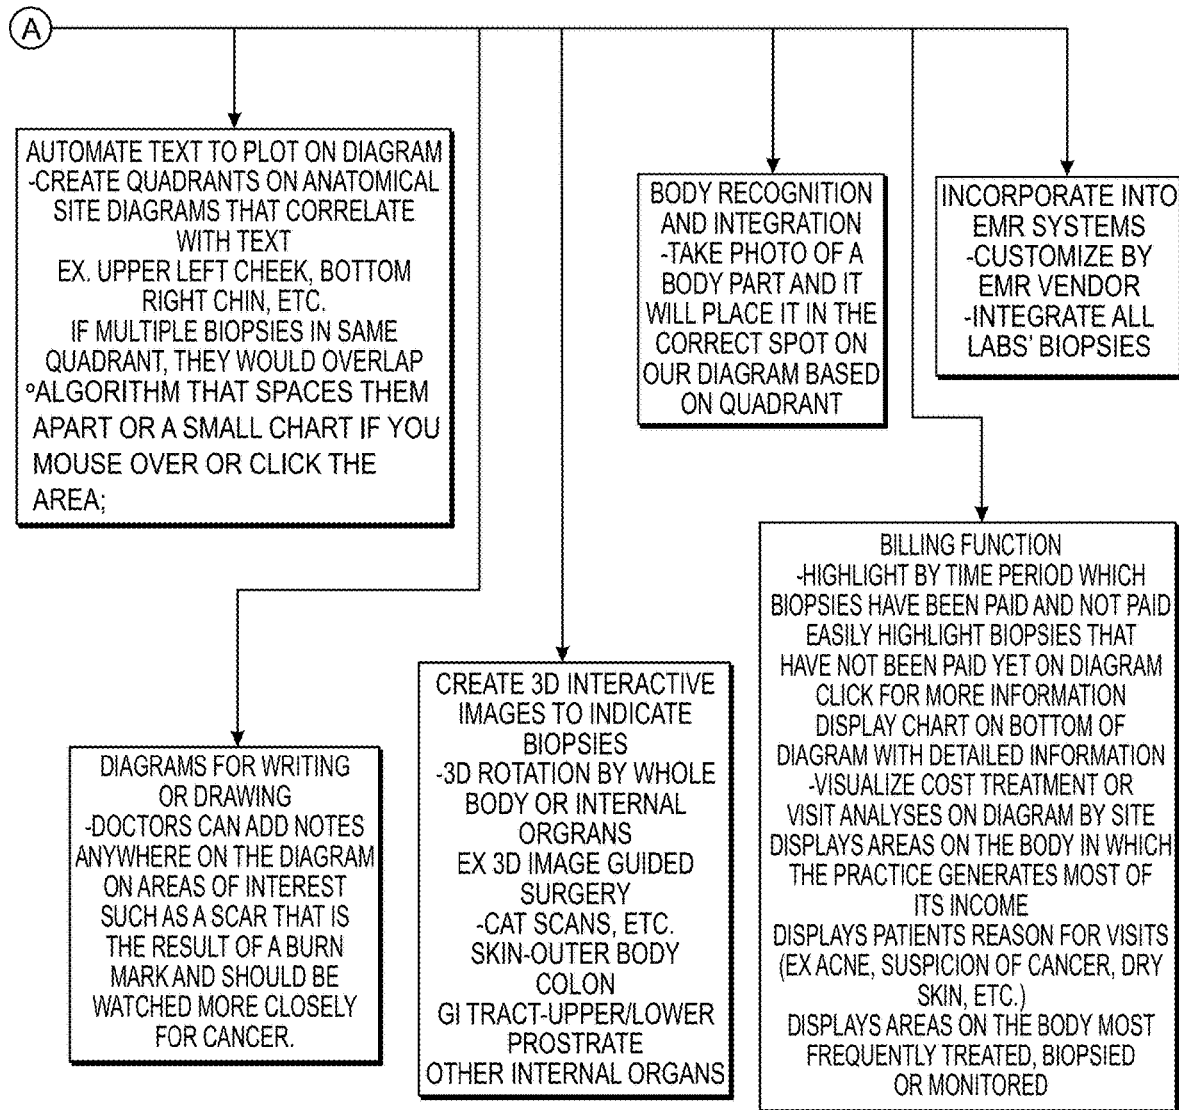 A
AUTOMATE TEXT TO PLOT ON DIAGRAM
-CREATE QUADRANTS ON ANATOMICAL
SITE DIAGRAMS THAT CORRELATE
WITH TEXT
EX. UPPER LEFT CHEEK, BOTTOM
RIGHT CHIN, ETC.
IF MULTIPLE BIOPSIES IN SAME
QUADRANT, THEY WOULD OVERLAP
°ALGORITHM THAT SPACES THEM
APART OR A SMALL CHART IF YOU
MOUSE OVER OR CLICK THE
AREA;
BODY RECOGNITION
AND INTEGRATION
-TAKE PHOTO OF A
BODY PART AND IT
WILL PLACE IT IN THE
CORRECT SPOT ON
OUR DIAGRAM BASED
ON QUADRANT
INCORPORATE INTO
EMR SYSTEMS
-CUSTOMIZE BY
EMR VENDOR
-INTEGRATE ALL
LABS' BIOPSIES
DIAGRAMS FOR WRITING
OR DRAWING
-DOCTORS CAN ADD NOTES
ANYWHERE ON THE DIAGRAM
ON AREAS OF INTEREST
SUCH AS A SCAR THAT IS
THE RESULT OF A BURN
MARK AND SHOULD BE
WATCHED MORE CLOSELY
FOR CANCER.
CREATE 3D INTERACTIVE
IMAGES TO INDICATE
BIOPSIES
-3D ROTATION BY WHOLE
BODY OR INTERNAL
ORGRANS
EX 3D IMAGE GUIDED
SURGERY
-CAT SCANS, ETC.
SKIN-OUTER BODY
COLON
GI TRACT-UPPER/LOWER
PROSTRATE
OTHER INTERNAL ORGANS
BILLING FUNCTION
-HIGHLIGHT BY TIME PERIOD WHICH
BIOPSIES HAVE BEEN PAID AND NOT PAID
EASILY HIGHLIGHT BIOPSIES THAT
HAVE NOT BEEN PAID YET ON DIAGRAM
CLICK FOR MORE INFORMATION
DISPLAY CHART ON BOTTOM OF
DIAGRAM WITH DETAILED INFORMATION
-VISUALIZE COST TREATMENT OR
VISIT ANALYSES ON DIAGRAM BY SITE
DISPLAYS AREAS ON THE BODY IN WHICH
THE PRACTICE GENERATES MOST OF
ITS INCOME
DISPLAYS PATIENTS REASON FOR VISITS
(EX ACNE, SUSPICION OF CANCER, DRY
SKIN, ETC.)
DISPLAYS AREAS ON THE BODY MOST
FREQUENTLY TREATED, BIOPSIED
OR MONITORED